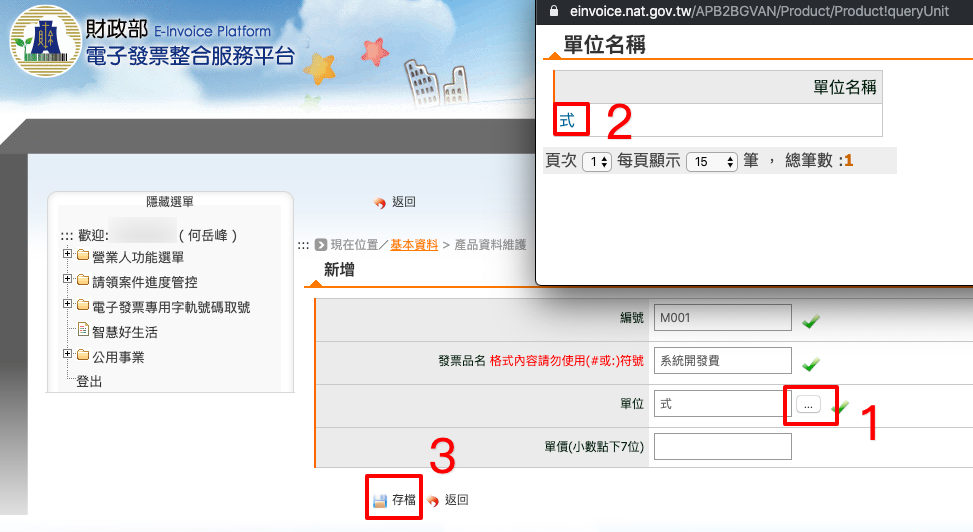 財政部 E-Invoice Platform
電子發票整合服務平台
einvoice.nat.gov.tw/APB2BGVAN/Product/Product!queryUnit
單位名稱
單位名稱
式
2
頁次 1 每頁顯示 15 筆 ， 總筆數 :1
隱藏選單
::: 歡迎: ( 何岳峰 )
營業人功能選單
請領案件進度管控
電子發票專用字軌號碼取號
智慧好生活
公用事業
登出
返回
::: 現在位置／基本資料 > 產品資料維護
新增
編號 M001
發票品名 格式內容請勿使用(#或:)符號 系統開發費
單位 式 ...
1
單價(小數點下7位)
3
存檔 返回